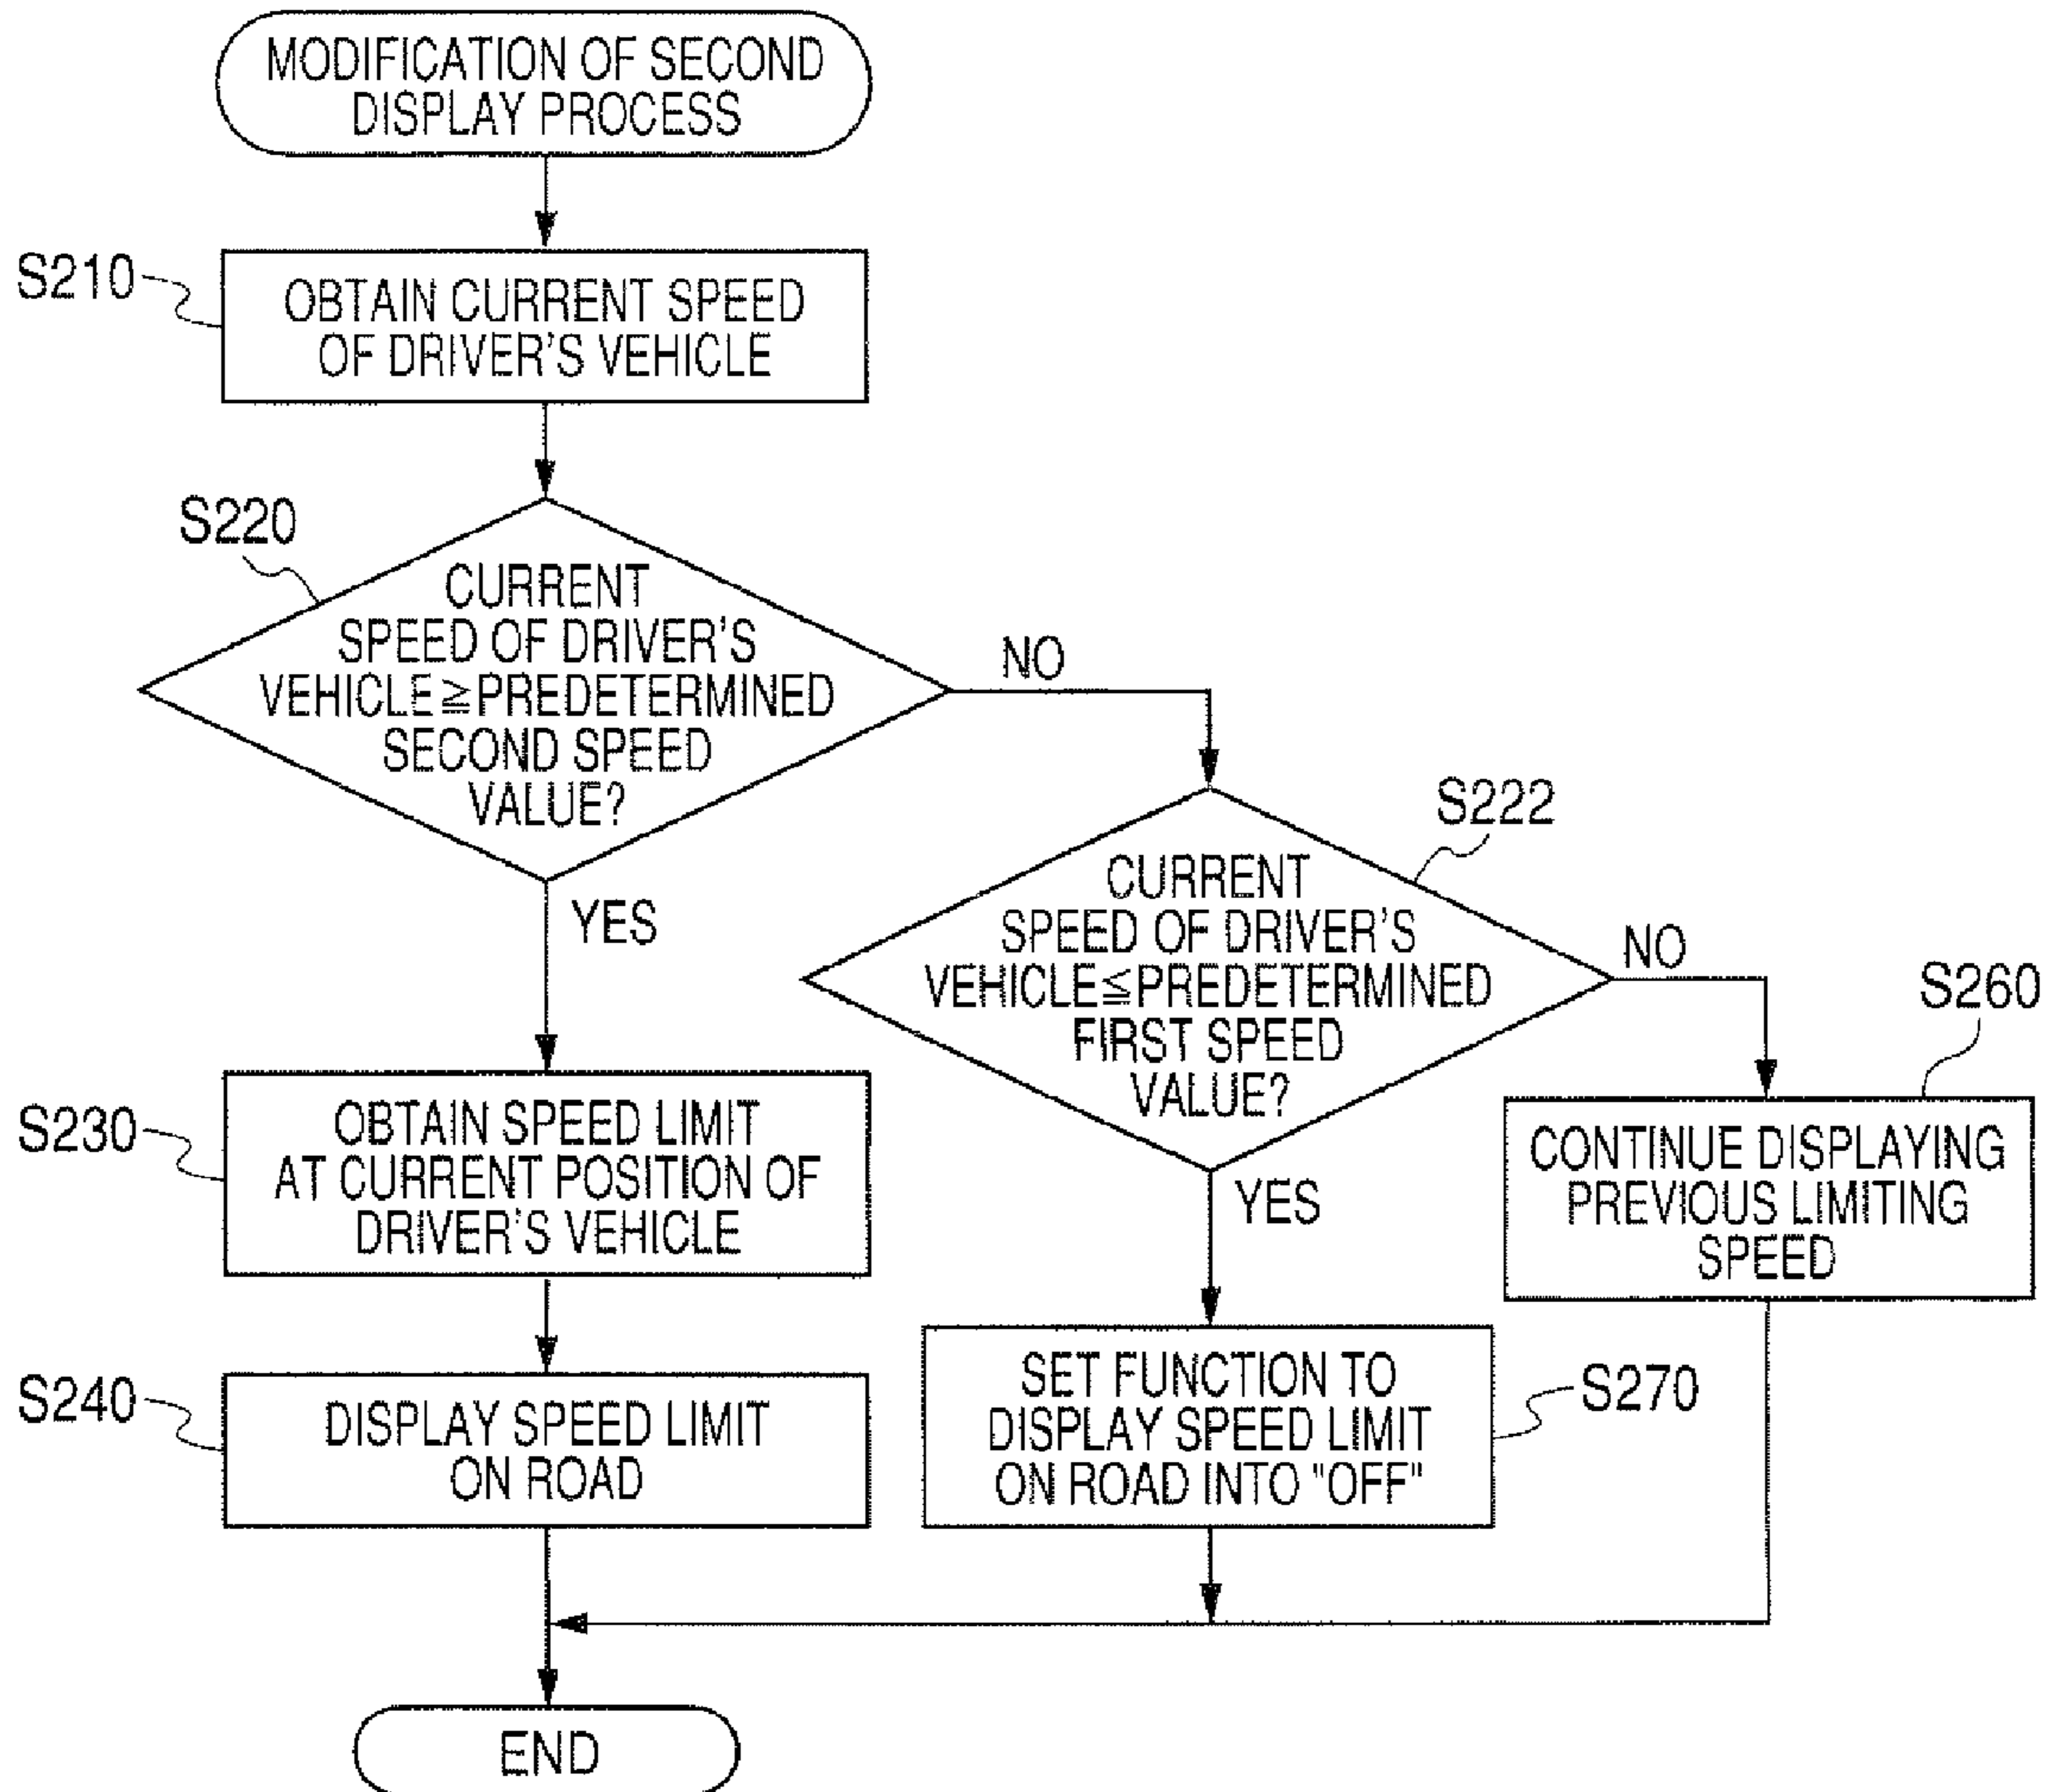 MODIFICATION OF SECOND
DISPLAY PROCESS
S210
OBTAIN CURRENT SPEED
OF DRIVER'S VEHICLE
S220
CURRENT
SPEED OF DRIVER'S
VEHICLE≧PREDETERMINED
SECOND SPEED
VALUE?
NO
YES
S222
CURRENT
SPEED OF DRIVER'S
VEHICLE≦PREDETERMINED
FIRST SPEED
VALUE?
NO
YES
S260
CONTINUE DISPLAYING
PREVIOUS LIMITING
SPEED
S230
OBTAIN SPEED LIMIT
AT CURRENT POSITION OF
DRIVER'S VEHICLE
S240
DISPLAY SPEED LIMIT
ON ROAD
SET FUNCTION TO
DISPLAY SPEED LIMIT
ON ROAD INTO "OFF"
S270
END